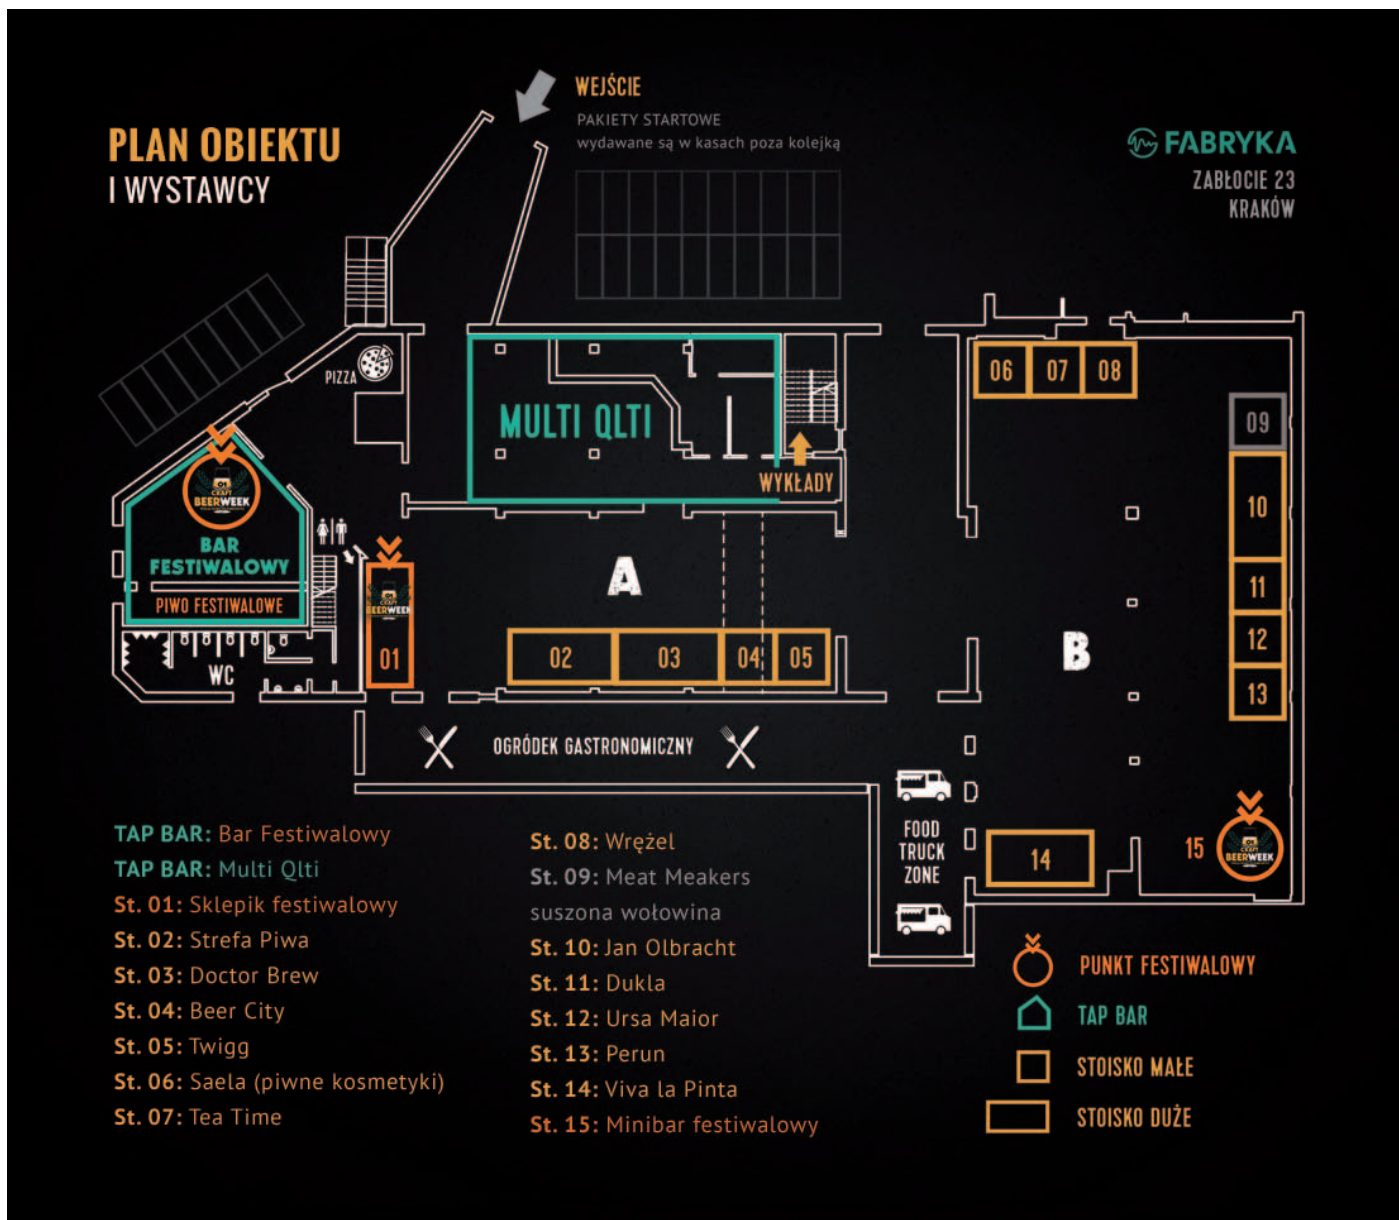 PLAN OBIEKTU
I WYSTAWCY
WEJŚCIE
PAKIETY STARTOWE
wydawane są w kasach poza kolejką
FABRYKA
ZABŁOCIE 23
KRAKÓW
PIZZA
MULTI QLTI
WYKŁADY
06
07
08
09
10
11
12
13
CRAFT
BEERWEEK
BAR
FESTIWALOWY
PIWO FESTIWALOWE
WC
BEERWEEK
01
A
02
03
04
05
B
OGRÓDEK GASTRONOMICZNY
FOOD
TRUCK
ZONE
14
15
CRAFT
BEERWEEK
TAP BAR: Bar Festiwalowy
TAP BAR: Multi Qlti
St. 01: Sklepik festiwalowy
St. 02: Strefa Piwa
St. 03: Doctor Brew
St. 04: Beer City
St. 05: Twigg
St. 06: Saela (piwne kosmetyki)
St. 07: Tea Time
St. 08: Wrężel
St. 09: Meat Meakers
suszona wołowina
St. 10: Jan Olbracht
St. 11: Dukla
St. 12: Ursa Maior
St. 13: Perun
St. 14: Viva la Pinta
St. 15: Minibar festiwalowy
PUNKT FESTIWALOWY
TAP BAR
STOISKO MAŁE
STOISKO DUŻE